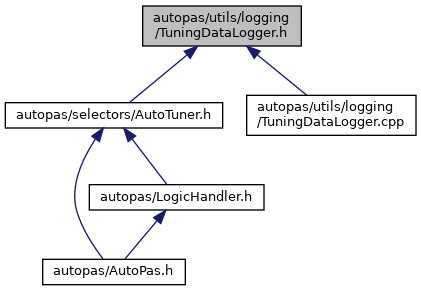 autopas/utils/logging
/TuningDataLogger.h
autopas/selectors/AutoTuner.h
autopas/utils/logging
/TuningDataLogger.cpp
autopas/LogicHandler.h
autopas/AutoPas.h